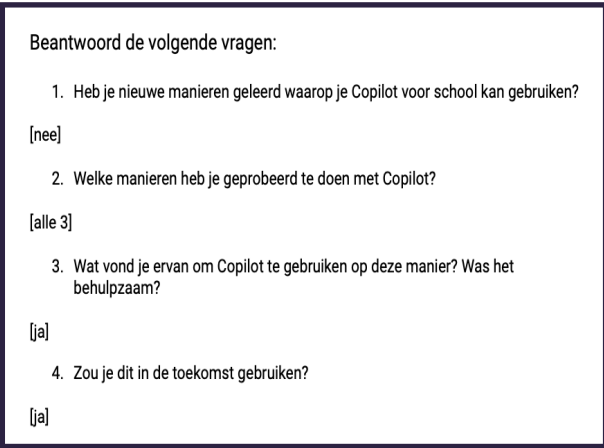 Beantwoord de volgende vragen:
1. Heb je nieuwe manieren geleerd waarop je Copilot voor school kan gebruiken?
[nee]
2. Welke manieren heb je geprobeerd te doen met Copilot?
[alle 3]
3. Wat vond je ervan om Copilot te gebruiken op deze manier? Was het
behulpzaam?
[ja]
4. Zou je dit in de toekomst gebruiken?
[ja]